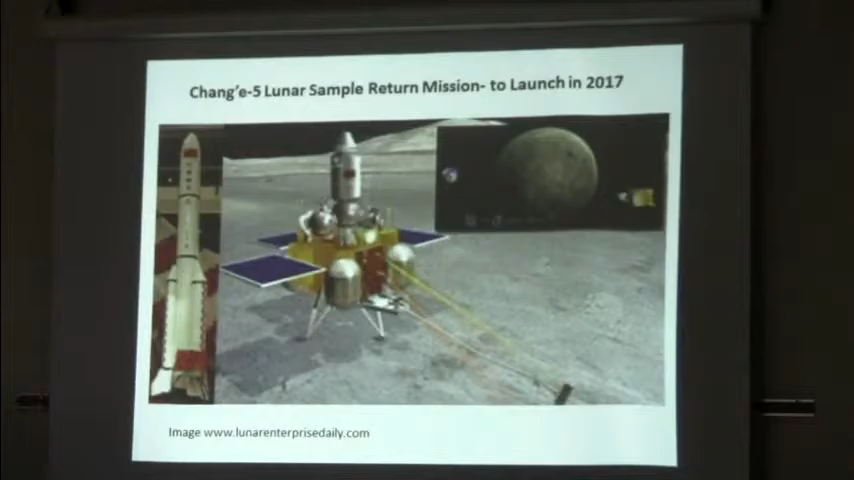 Chang'e-5 Lunar Sample Return Mission- to Launch in 2017
Image www.lunarenterprisedaily.com